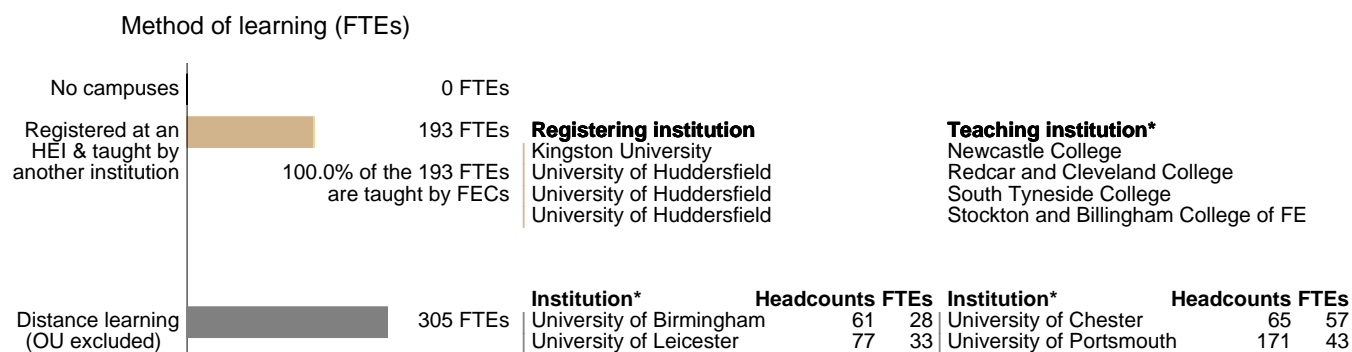 Method of learning (FTEs)
No campuses 0 FTEs
Registered at an HEI & taught by another institution 193 FTEs
100.0% of the 193 FTEs are taught by FECs
Registering institution Teaching institution*
Kingston University Newcastle College
University of Huddersfield Redcar and Cleveland College
University of Huddersfield South Tyneside College
University of Huddersfield Stockton and Billingham College of FE
Distance learning (OU excluded) 305 FTEs
Institution* Headcounts FTEs Institution* Headcounts FTEs
University of Birmingham 61 28 University of Chester 65 57
University of Leicester 77 33 University of Portsmouth 171 43